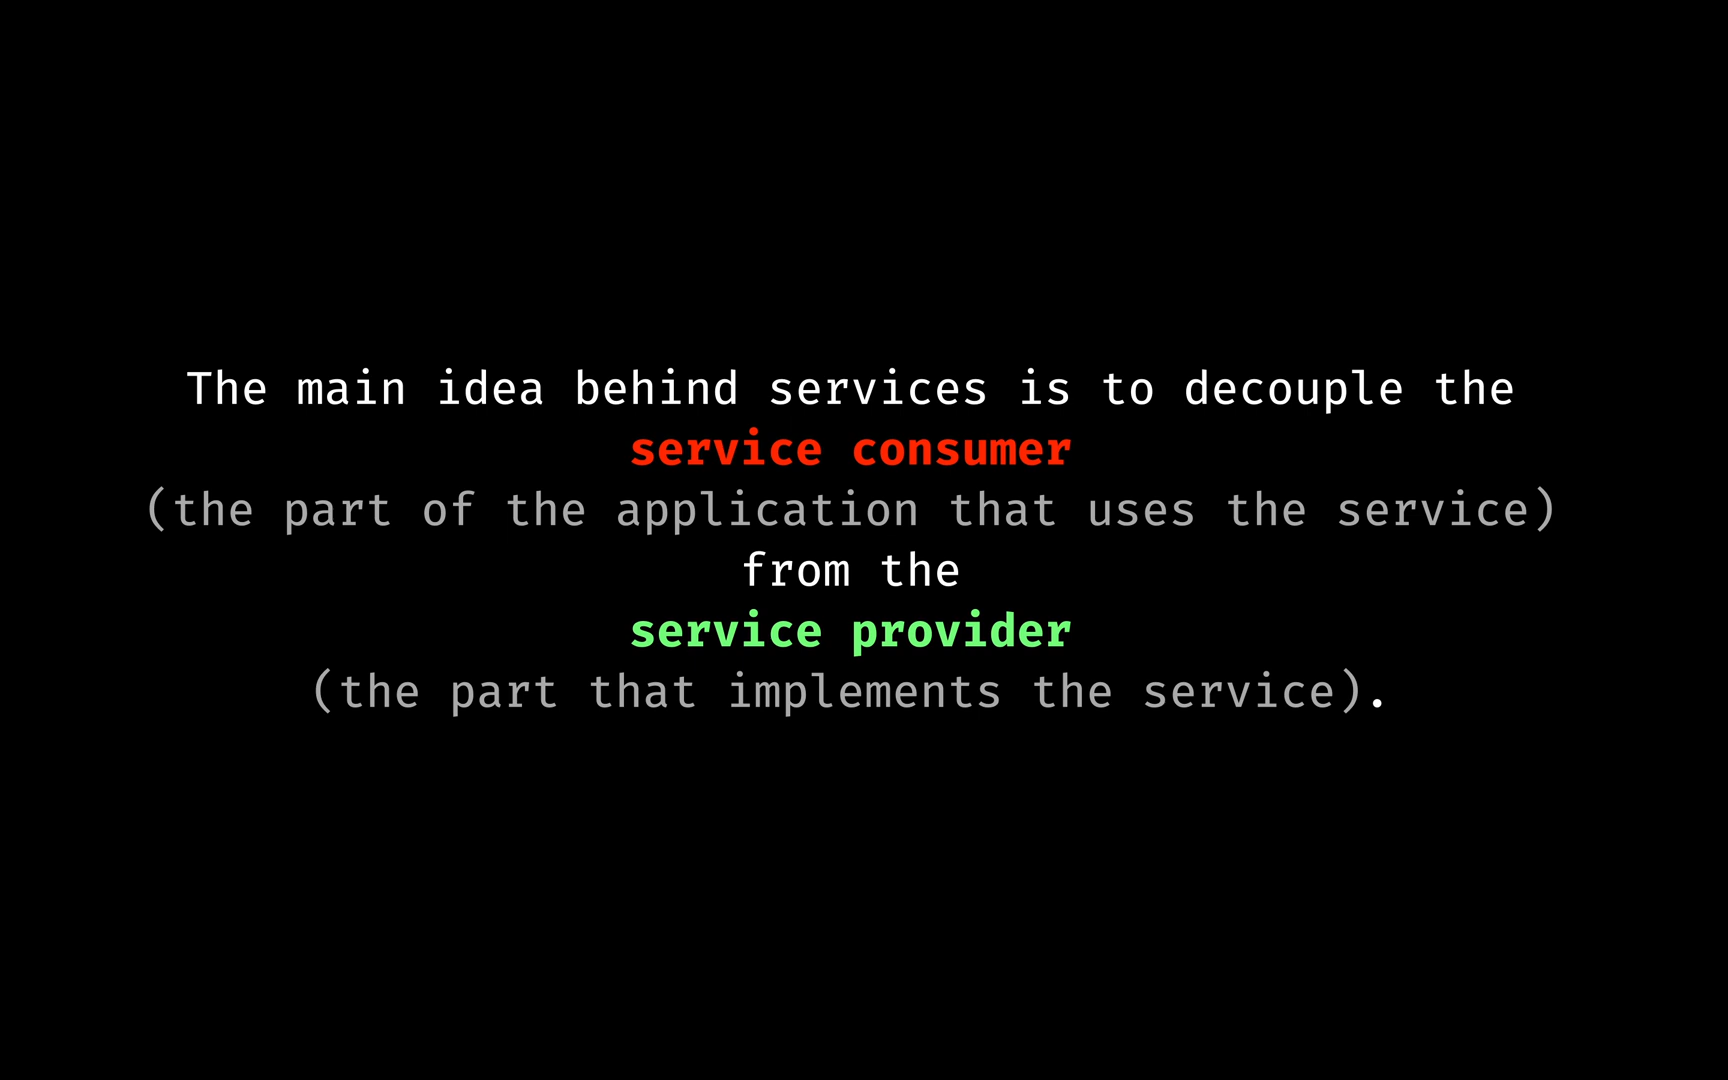 The main idea behind services is to decouple the
service consumer
(the part of the application that uses the service)
from the
service provider
(the part that implements the service).